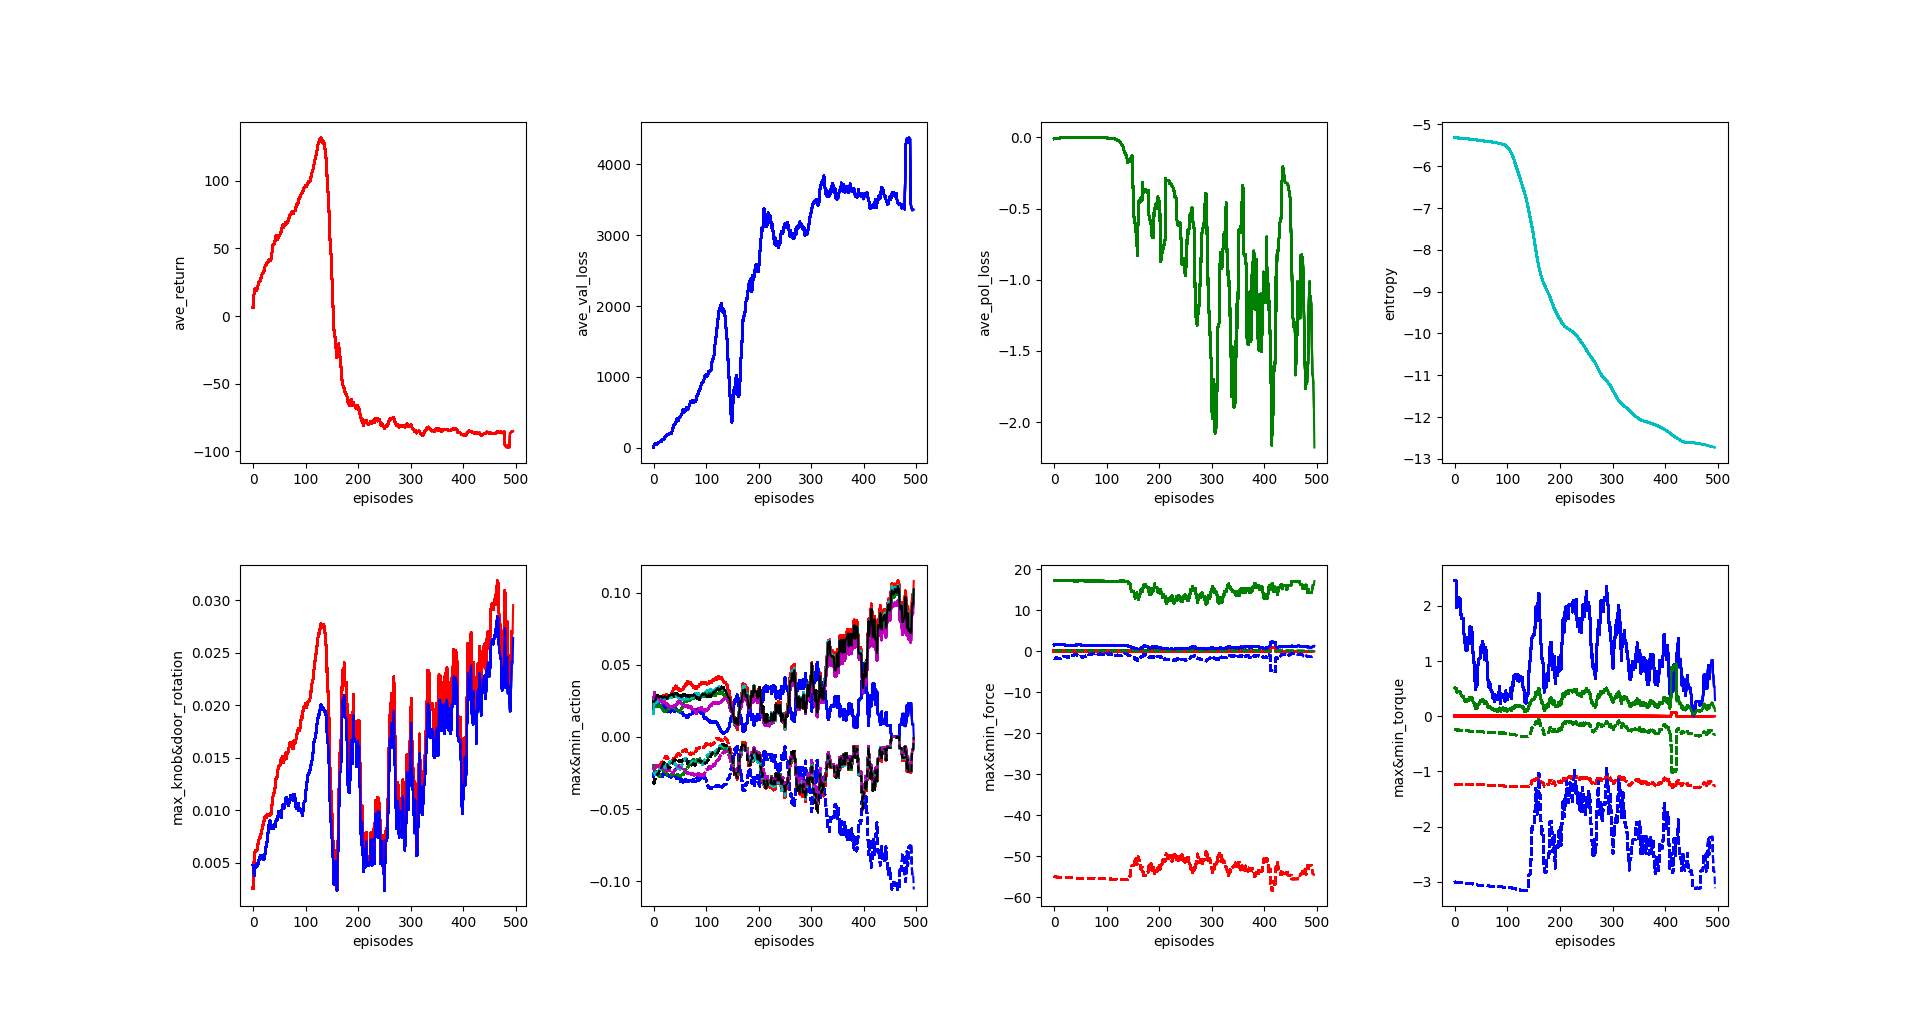 ave_return
100
50
0
−50
−100
0 100 200 300 400 500
episodes
ave_val_loss
4000
3000
2000
1000
0
0 100 200 300 400 500
episodes
ave_pol_loss
0.0
−0.5
−1.0
−1.5
−2.0
0 100 200 300 400 500
episodes
entropy
−5
−6
−7
−8
−9
−10
−11
−12
−13
0 100 200 300 400 500
episodes
max_knob&door_rotation
0.030
0.025
0.020
0.015
0.010
0.005
0 100 200 300 400 500
episodes
max&min_action
0.10
0.05
0.00
−0.05
−0.10
0 100 200 300 400 500
episodes
max&min_force
20
10
0
−10
−20
−30
−40
−50
−60
0 100 200 300 400 500
episodes
max&min_torque
2
1
0
−1
−2
−3
0 100 200 300 400 500
episodes